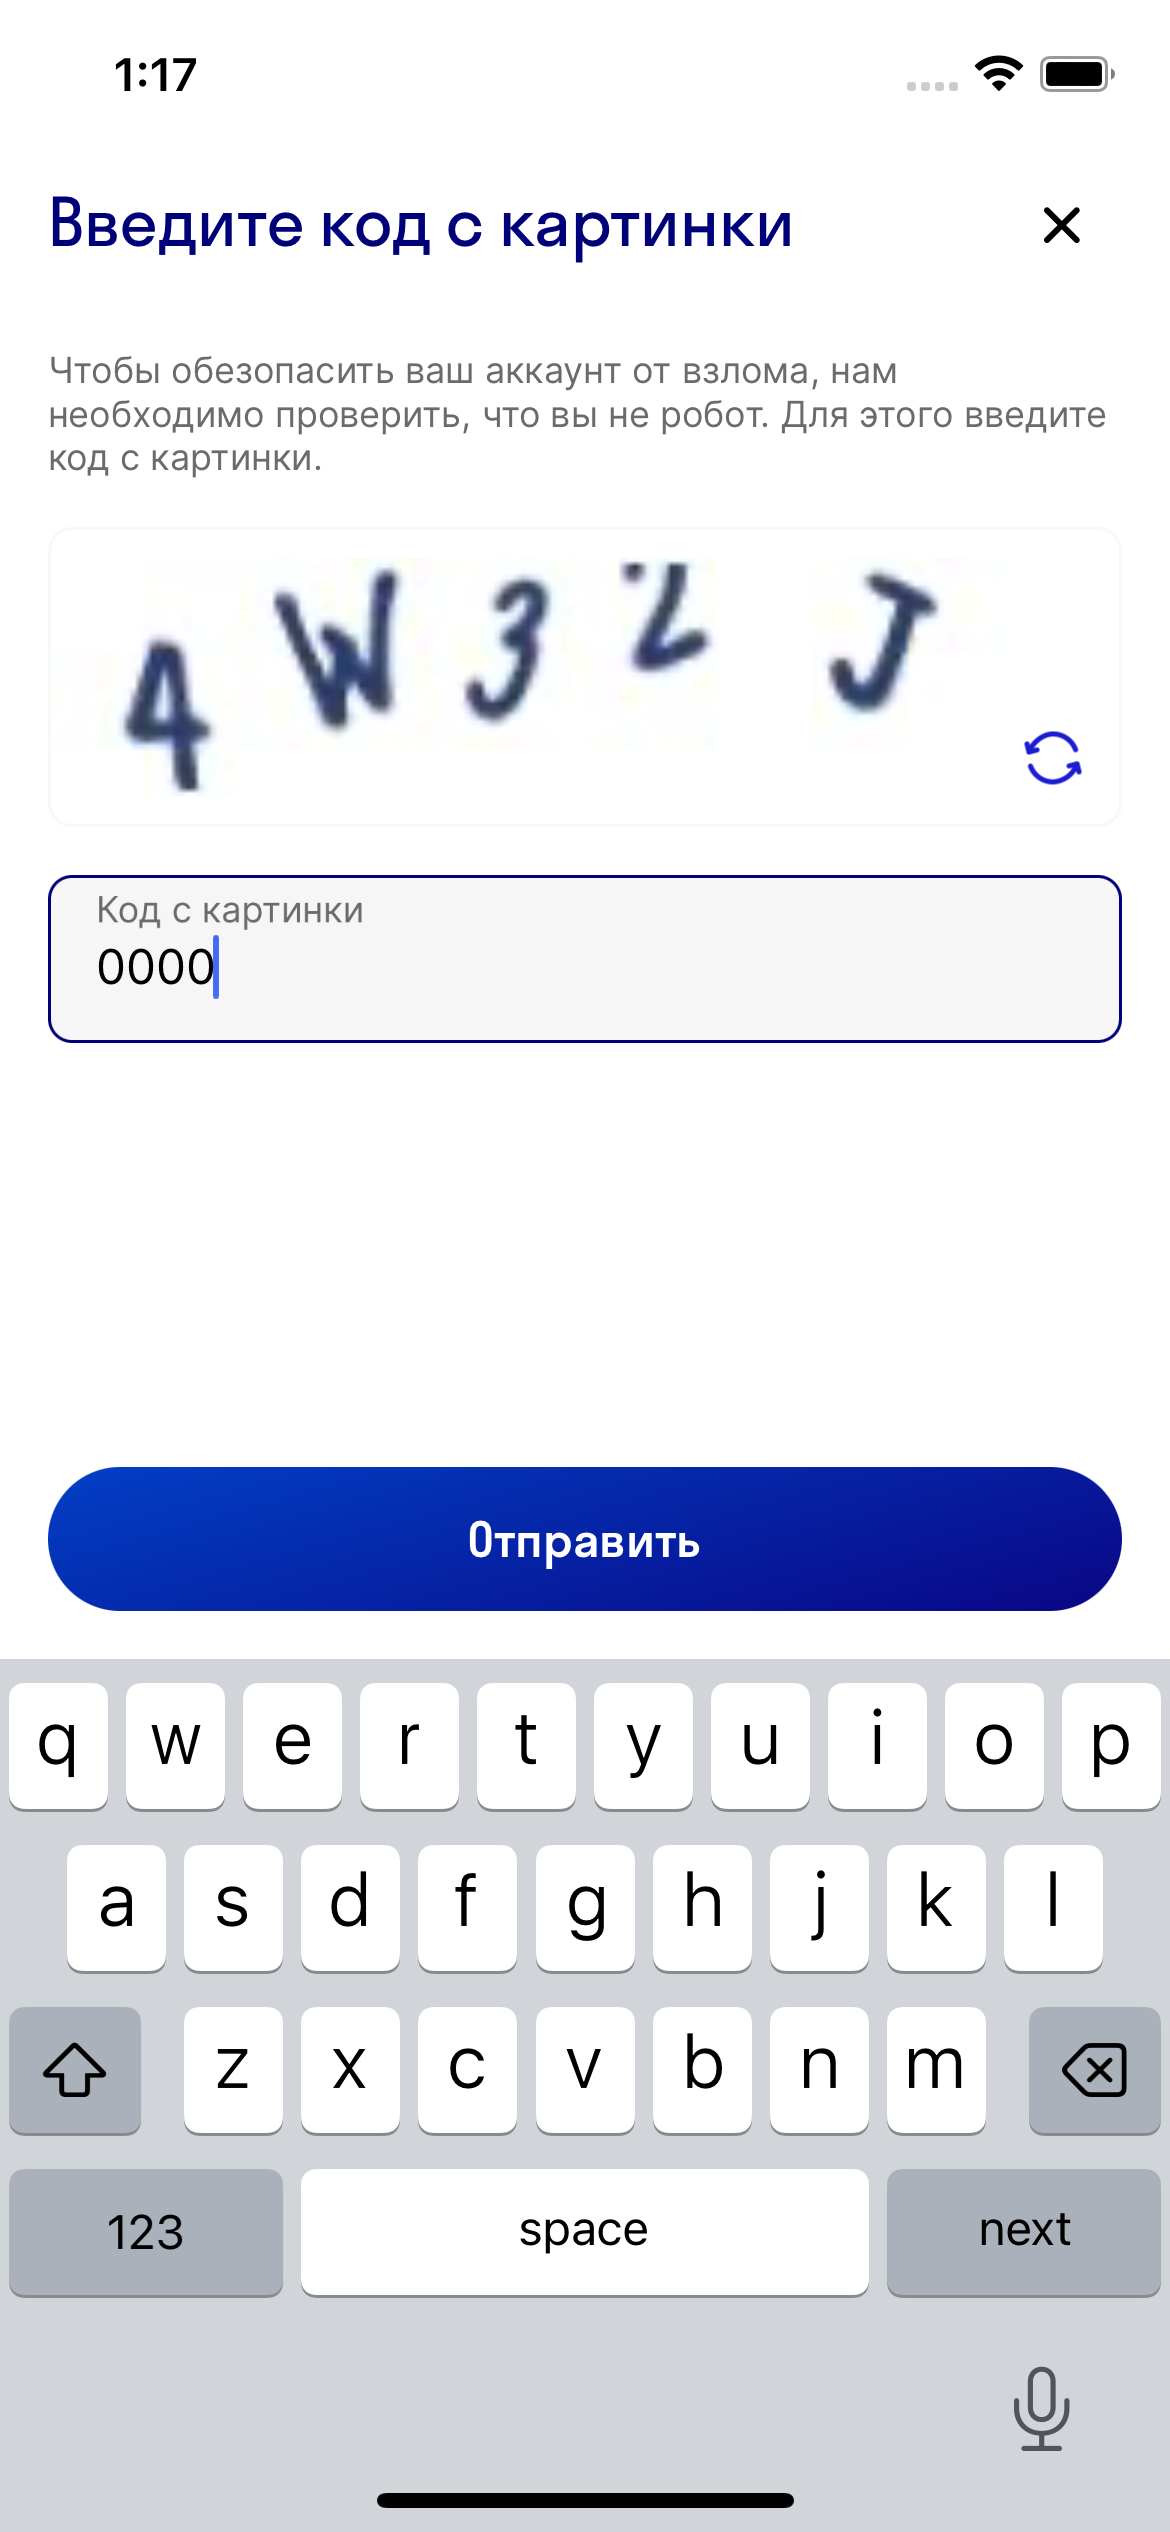 1:17
Введите код с картинки
Чтобы обезопасить ваш аккаунт от взлома, нам
необходимо проверить, что вы не робот. Для этого введите
код с картинки.
4 W 3 2 J
Код с картинки
0000
Отправить
q w e r t y u i o p
a s d f g h j k l
z x c v b n m
123 space next